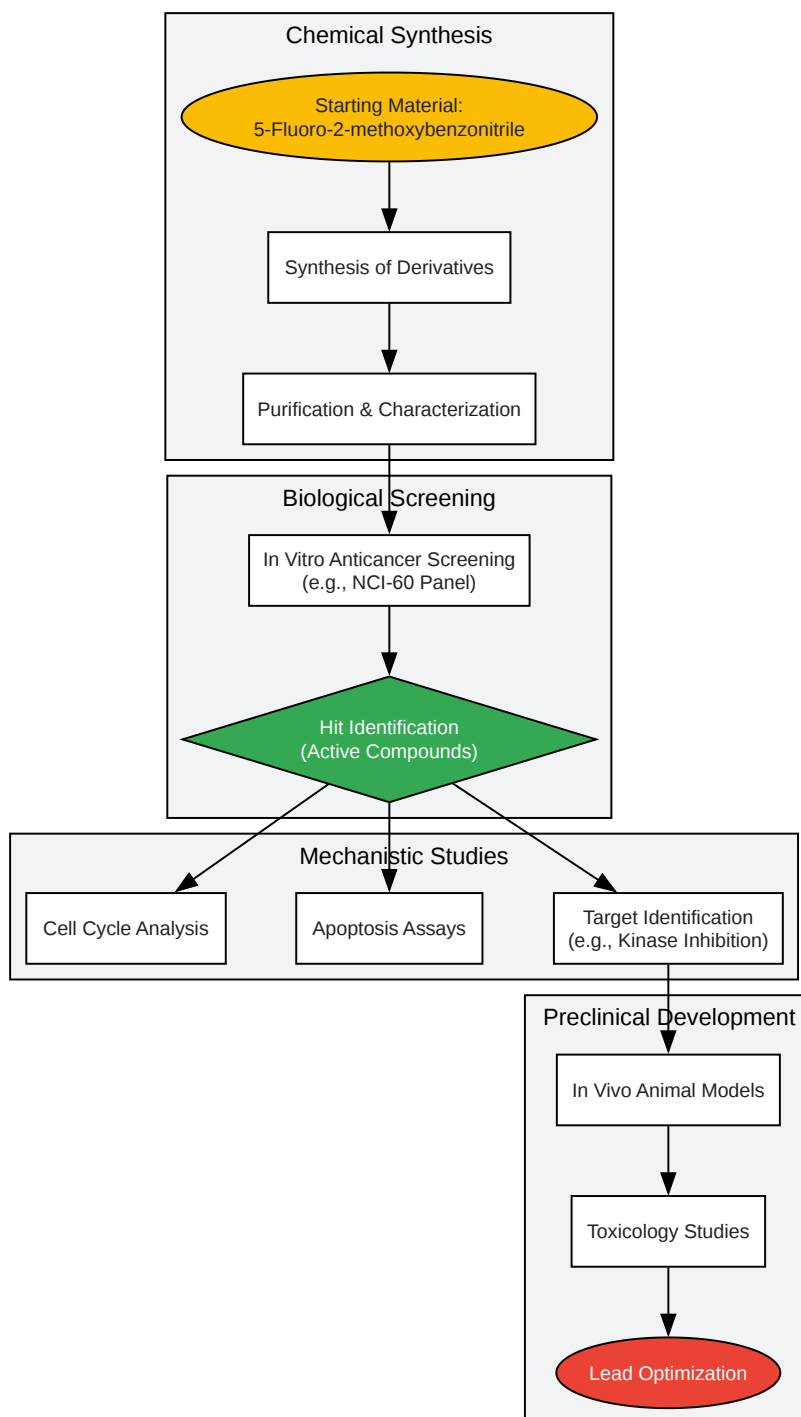 Chemical Synthesis
Starting Material:
5-Fluoro-2-methoxybenzonitrile
Synthesis of Derivatives
Purification & Characterization
Biological Screening
In Vitro Anticancer Screening
(e.g., NCI-60 Panel)
Hit Identification
(Active Compounds)
Mechanistic Studies
Cell Cycle Analysis
Apoptosis Assays
Target Identification
(e.g., Kinase Inhibition)
Preclinical Development
In Vivo Animal Models
Toxicology Studies
Lead Optimization